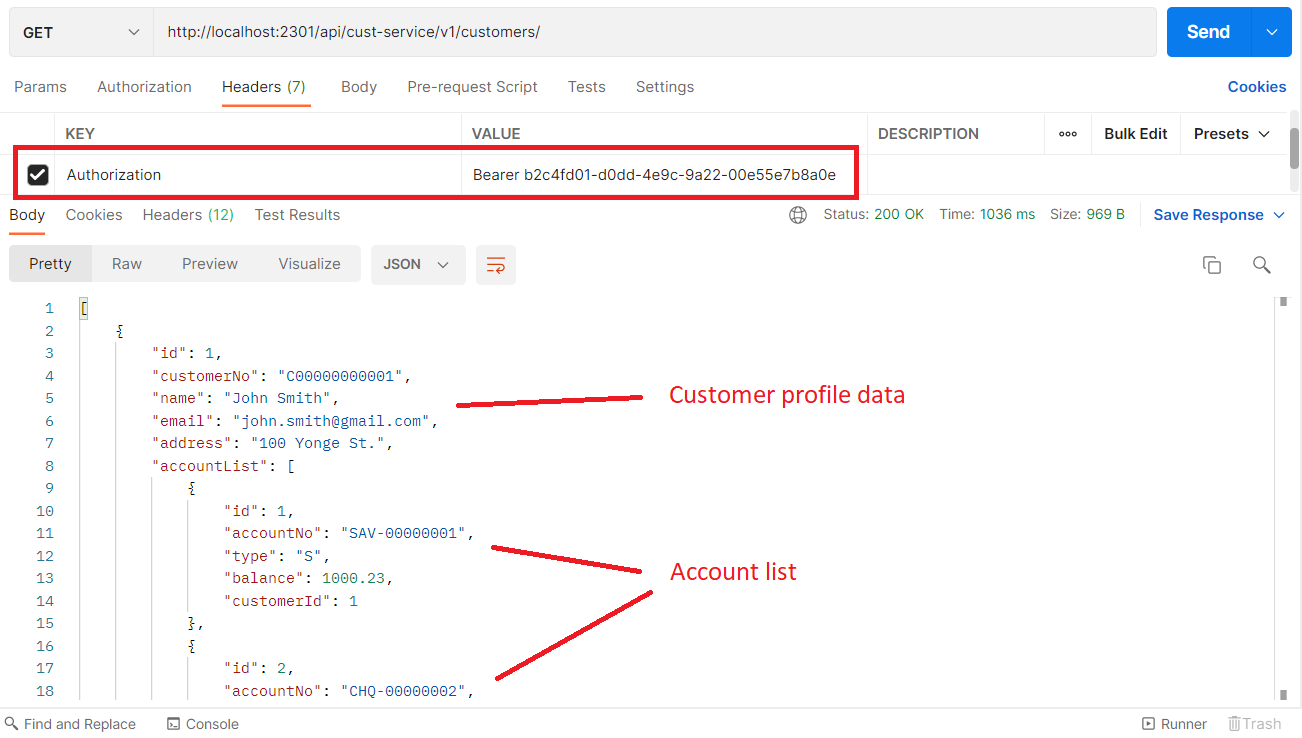 GET http://localhost:2301/api/cust-service/v1/customers/ Send
Params Authorization Headers (7) Body Pre-request Script Tests Settings Cookies
KEY VALUE DESCRIPTION ooo Bulk Edit Presets
Authorization Bearer b2c4fd01-d0dd-4e9c-9a22-00e55e7b8a0e
Body Cookies Headers (12) Test Results Status: 200 OK Time: 1036 ms Size: 969 B Save Response
Pretty Raw Preview Visualize JSON
1 [
2 {
3 "id": 1,
4 "customerNo": "C00000000001",
5 "name": "John Smith",
Customer profile data
6 "email": "john.smith@gmail.com",
7 "address": "100 Yonge St.",
8 "accountList": [
9 {
10 "id": 1,
11 "accountNo": "SAV-00000001",
12 "type": "S",
Account list
13 "balance": 1000.23,
14 "customerId": 1
15 },
16 {
17 "id": 2,
18 "accountNo": "CHQ-00000002",
Find and Replace Console Runner Trash